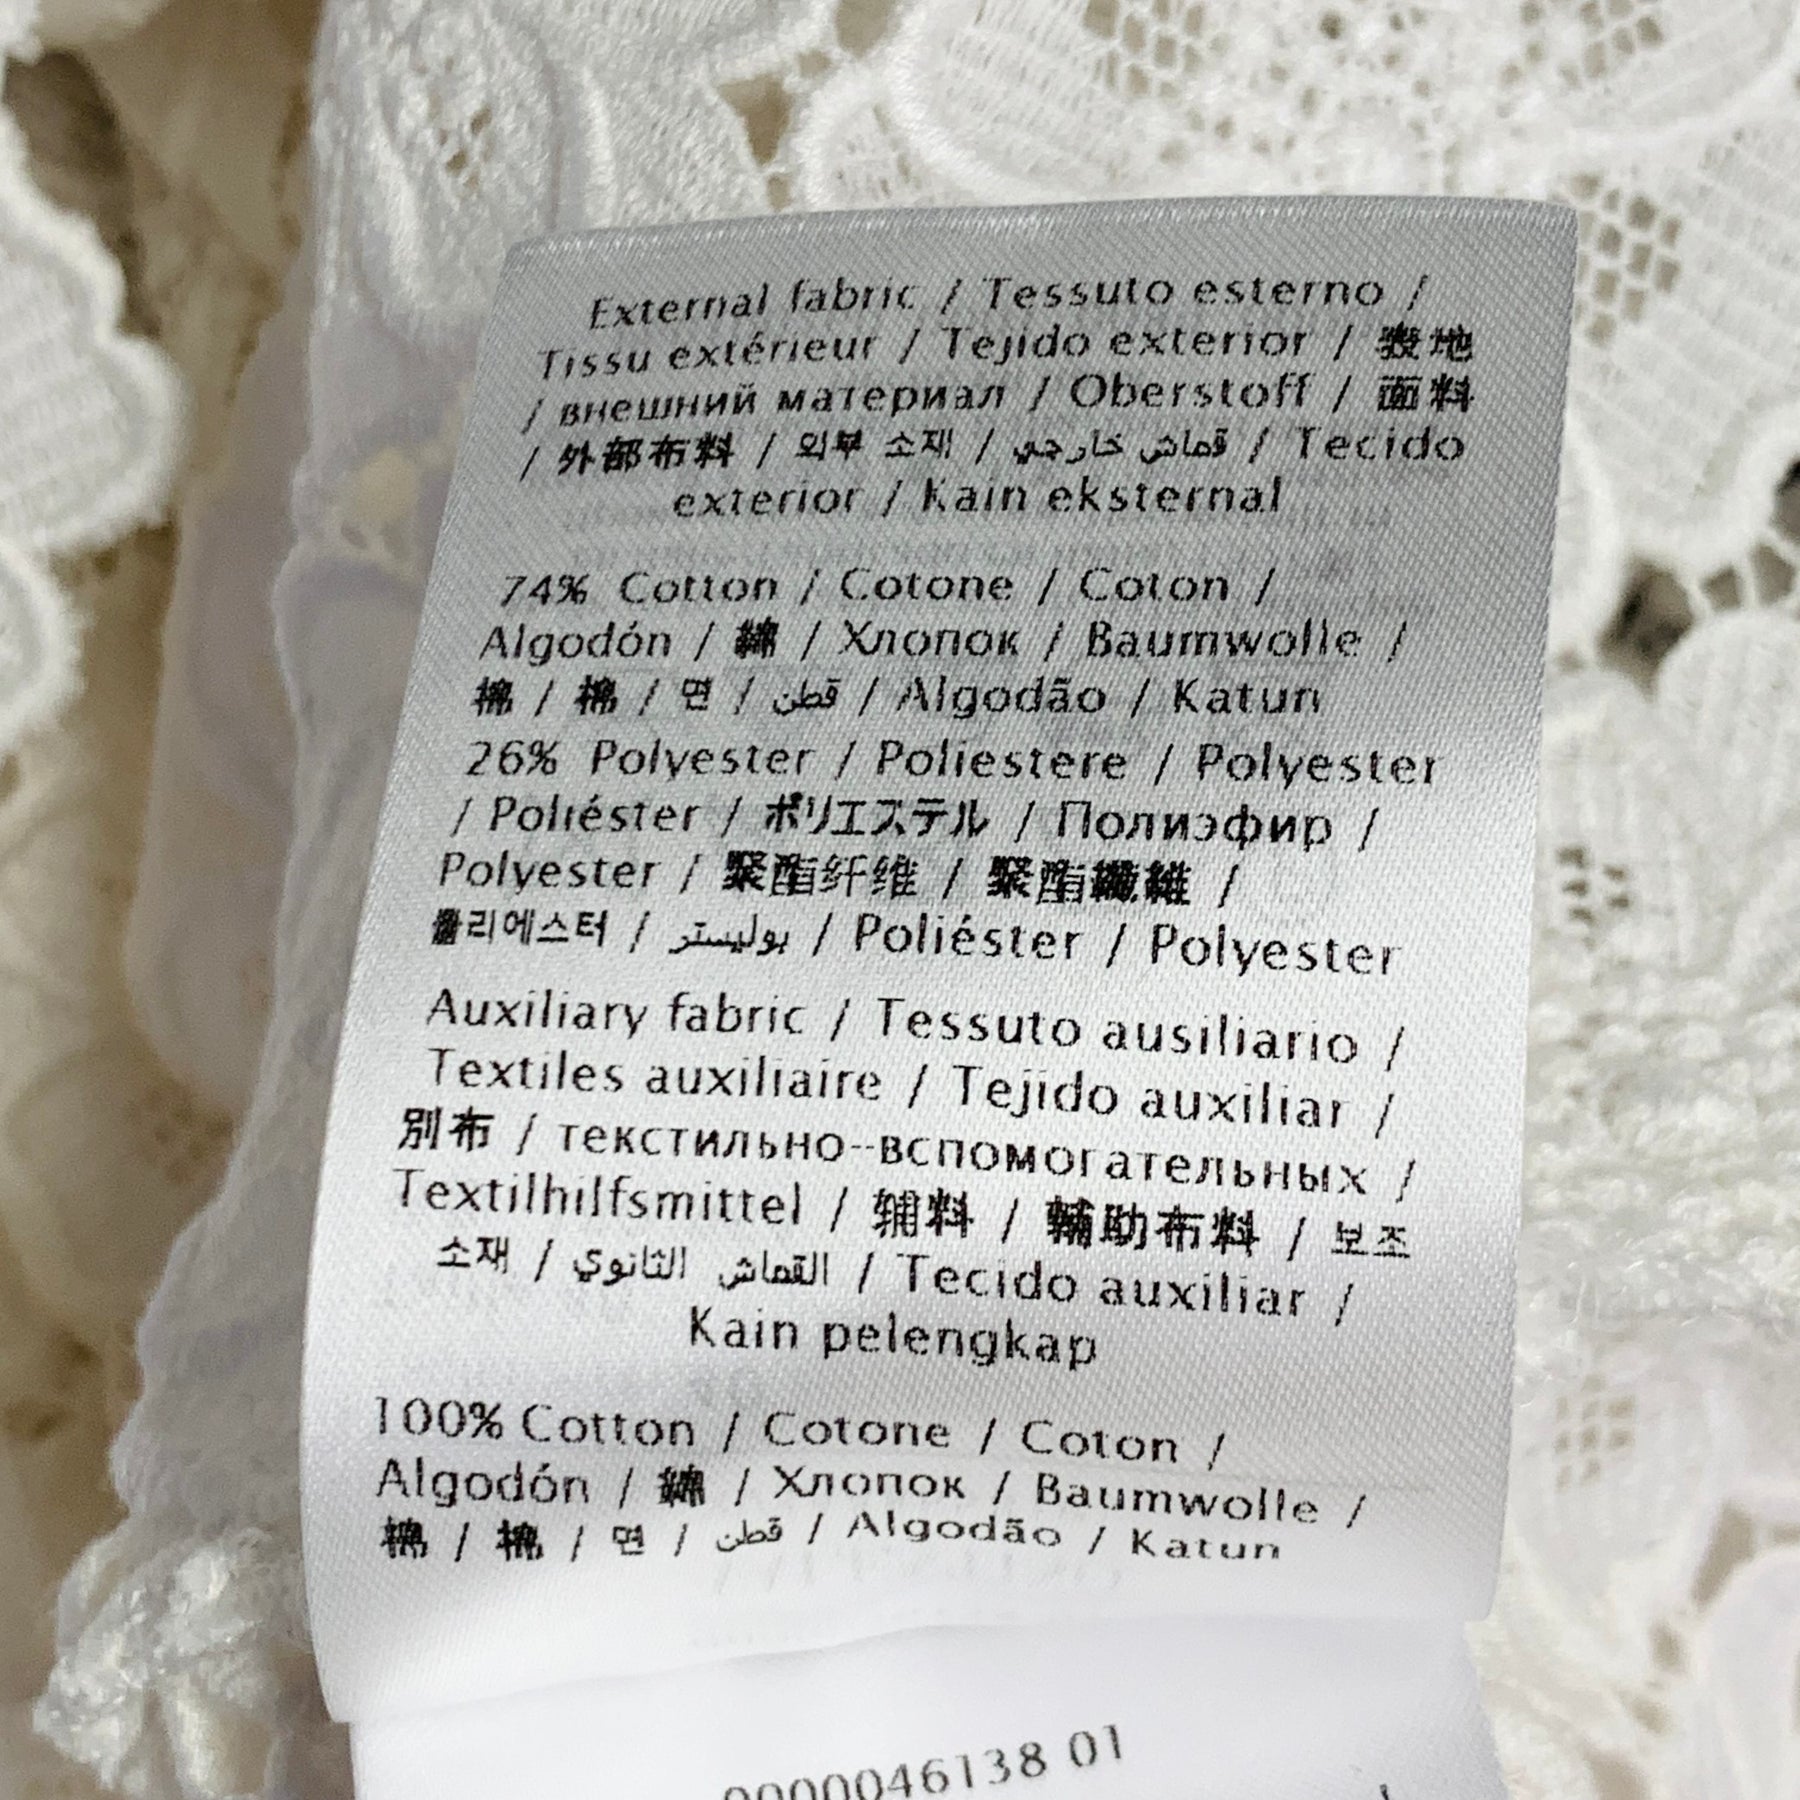 External fabric / Tessuto esterno /
Tissu extérieur / Tejido exterior / 表地
/ внешний материал / Oberstoff / 面料
/ 外部布料 / 외부 소재 / قماش خارجي / Tecido
exterior / Kain eksternal
74% Cotton / Cotone / Coton /
Algodón / 綿 / Хлопок / Baumwolle /
棉 / 棉 / 면 / قطن / Algodão / Katun
26% Polyester / Poliestere / Polyester
/ Poliéster / ポリエステル / Полиэфир /
Polyester / 聚酯纤维 / 聚酯纖維 /
폴리에스터 / بوليستر / Poliéster / Polyester
Auxiliary fabric / Tessuto ausiliario /
Textiles auxiliaire / Tejido auxiliar /
別布 / текстильно--вспомогательных /
Textilhilfsmittel / 辅料 / 輔助布料 / 보조
소재 / القماش الثانوي / Tecido auxiliar /
Kain pelengkap
100% Cotton / Cotone / Coton /
Algodón / 綿 / Хлопок / Baumwolle /
棉 / 棉 / 면 / قطن / Algodão / Katun
0000046138 01